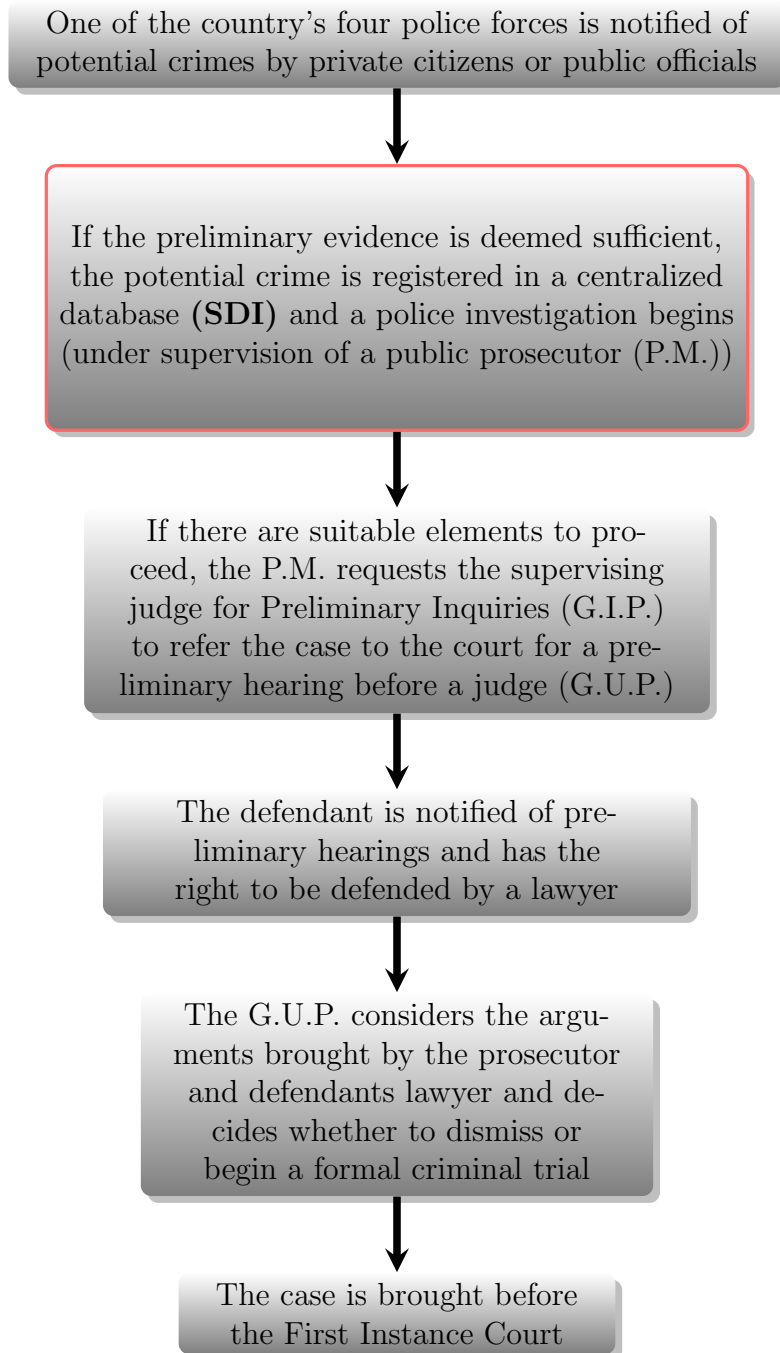 One of the country's four police forces is notified of
potential crimes by private citizens or public officials
If the preliminary evidence is deemed sufficient,
the potential crime is registered in a centralized
database (SDI) and a police investigation begins
(under supervision of a public prosecutor (P.M.))
If there are suitable elements to pro-
ceed, the P.M. requests the supervising
judge for Preliminary Inquiries (G.I.P.)
to refer the case to the court for a pre-
liminary hearing before a judge (G.U.P.)
The defendant is notified of pre-
liminary hearings and has the
right to be defended by a lawyer
The G.U.P. considers the argu-
ments brought by the prosecutor
and defendants lawyer and de-
cides whether to dismiss or
begin a formal criminal trial
The case is brought before
the First Instance Court